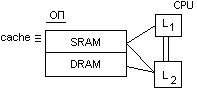 CPU
ОП
cache ≡
SRAM
L1
DRAM
L2